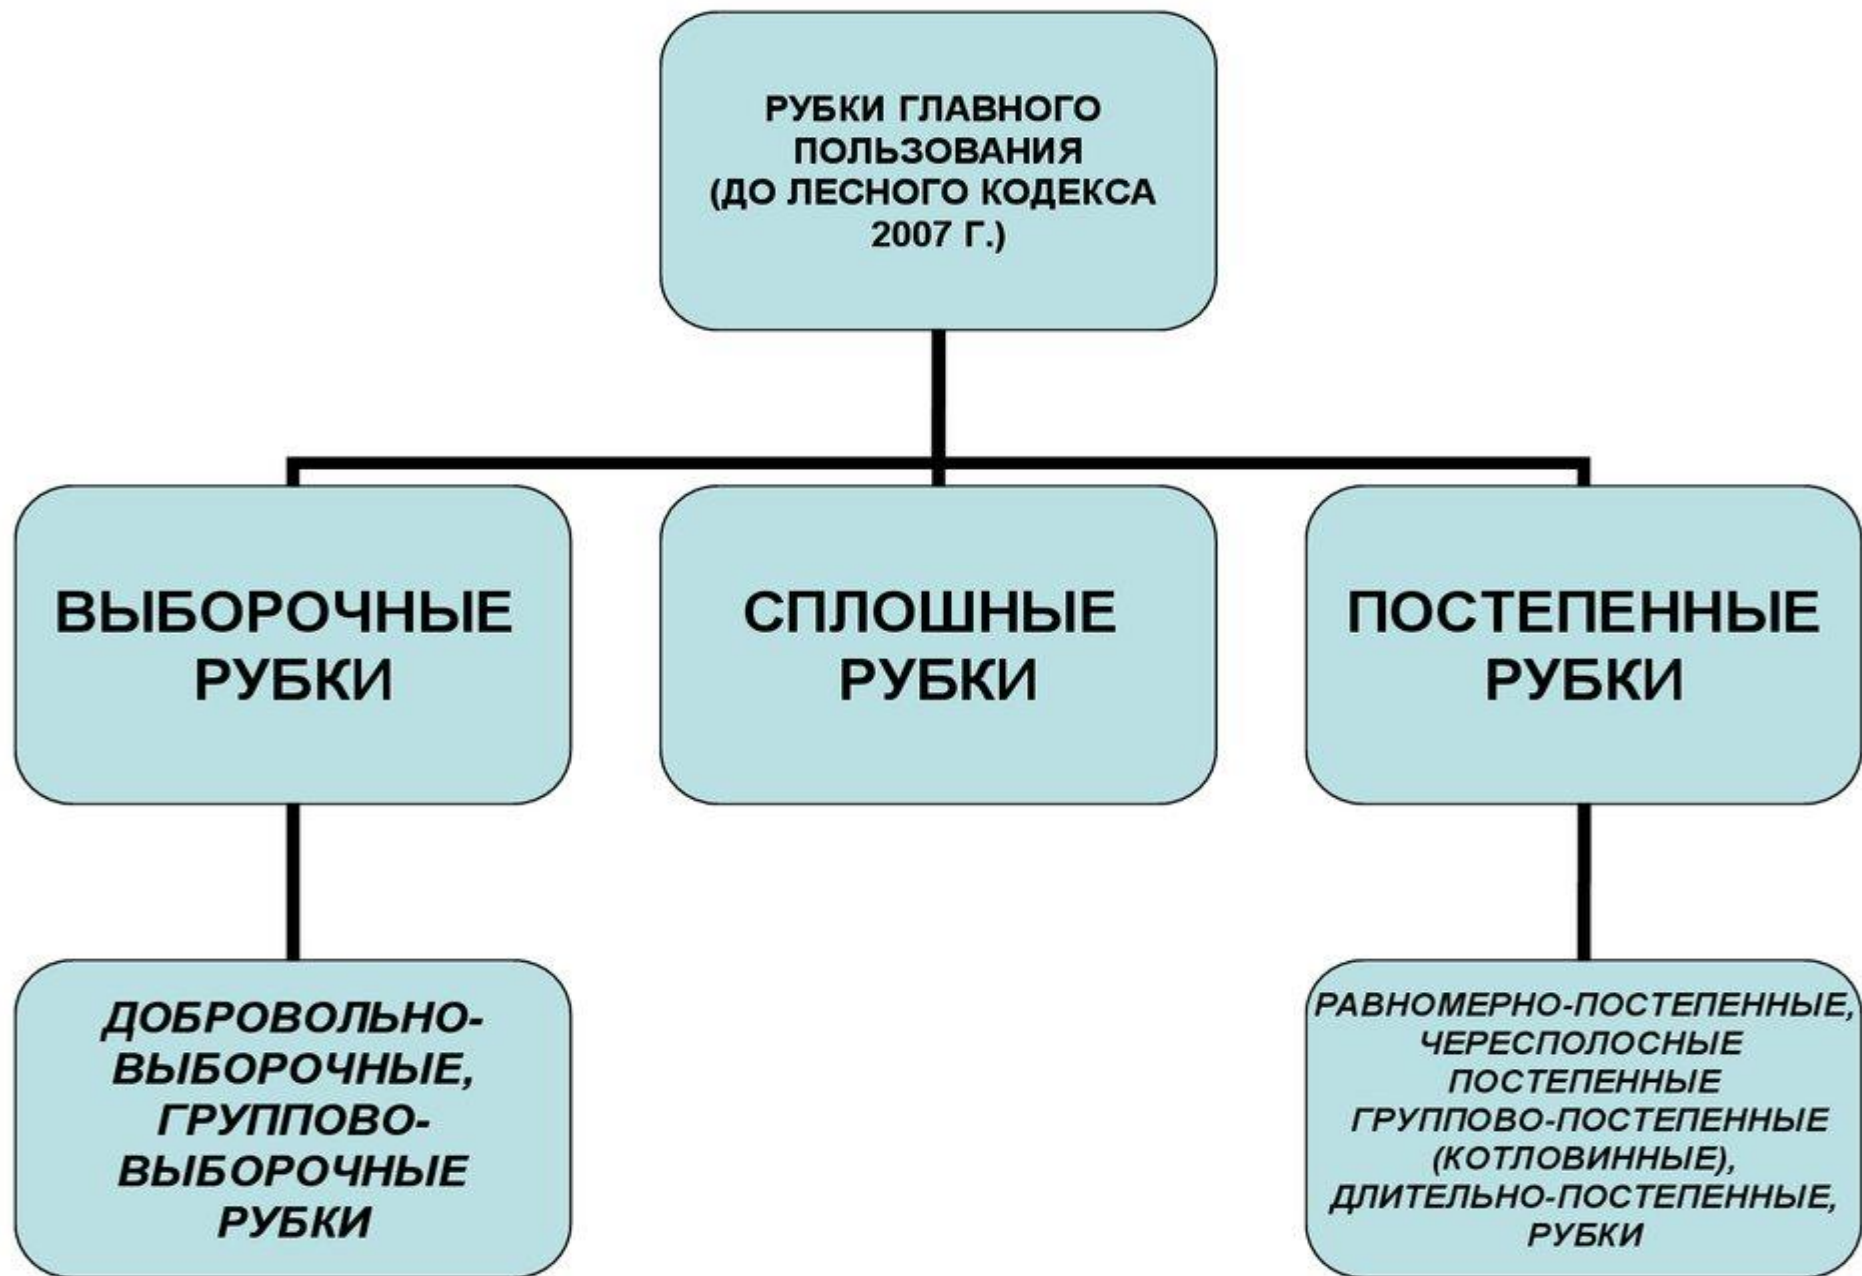 РУБКИ ГЛАВНОГО
ПОЛЬЗОВАНИЯ
(ДО ЛЕСНОГО КОДЕКСА
2007 Г.)
ВЫБОРОЧНЫЕ
РУБКИ
СПЛОШНЫЕ
РУБКИ
ПОСТЕПЕННЫЕ
РУБКИ
ДОБРОВОЛЬНО-
ВЫБОРОЧНЫЕ,
ГРУППОВО-
ВЫБОРОЧНЫЕ
РУБКИ
РАВНОМЕРНО-ПОСТЕПЕННЫЕ,
ЧЕРЕСПОЛОСНЫЕ
ПОСТЕПЕННЫЕ
ГРУППОВО-ПОСТЕПЕННЫЕ
(КОТЛОВИННЫЕ),
ДЛИТЕЛЬНО-ПОСТЕПЕННЫЕ,
РУБКИ